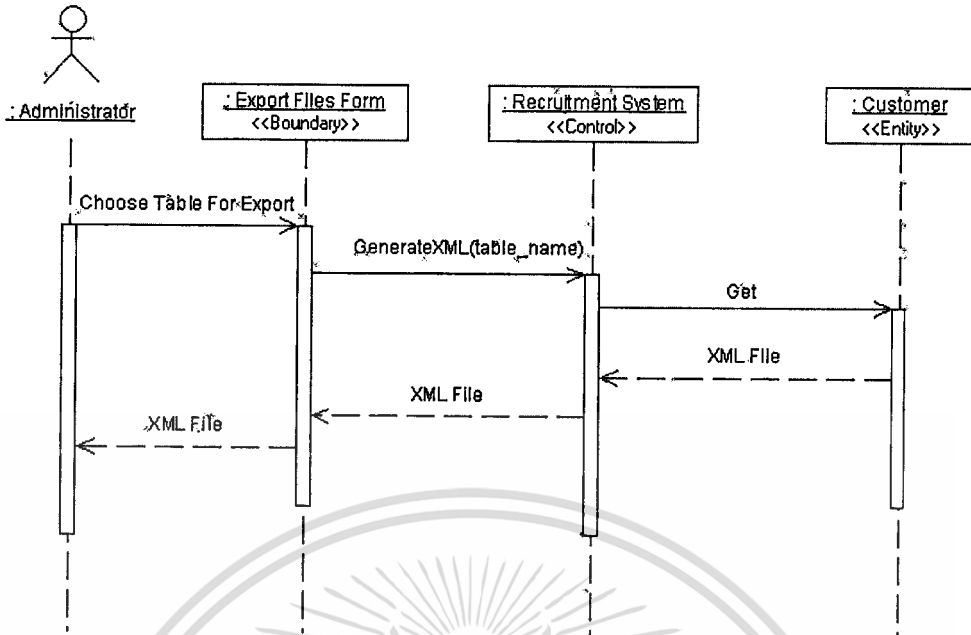 : Administrator
: Export Files Form
<<Boundary>>
: Recruitment System
<<Control>>
: Customer
<<Entity>>
Choose Table For Export
GenerateXML(table_name)
Get
XML File
XML File
XML File